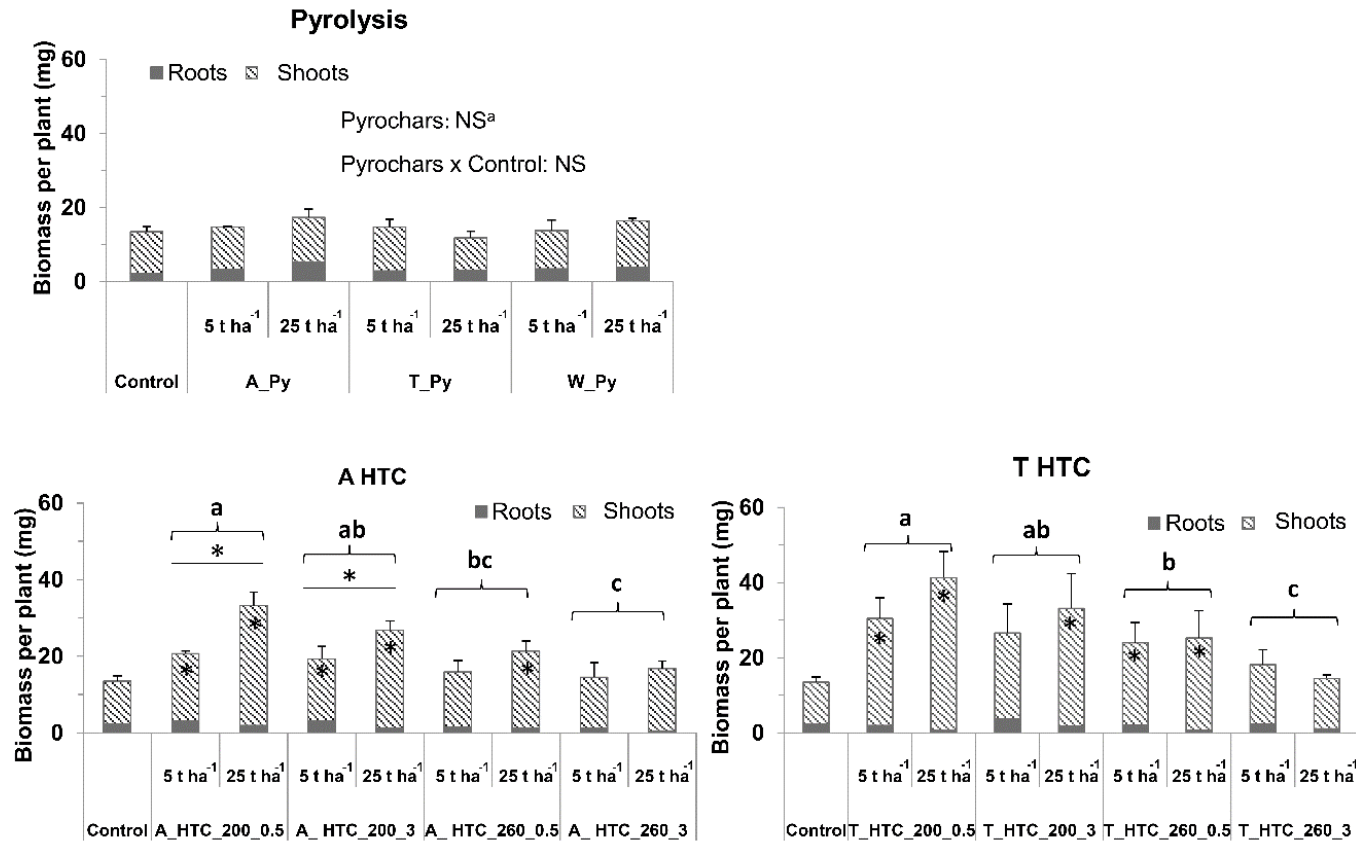 Pyrolysis
Biomass per plant (mg)
60
40
20
0
Roots Shoots
Pyrochars: NSᵃ
Pyrochars x Control: NS
5 t ha⁻¹ 25 t ha⁻¹ 5 t ha⁻¹ 25 t ha⁻¹ 5 t ha⁻¹ 25 t ha⁻¹
Control A_Py T_Py W_Py
A HTC
Biomass per plant (mg)
60
40
20
0
Roots Shoots
a ab bc c
* *
* * * * *
5 t ha⁻¹ 25 t ha⁻¹ 5 t ha⁻¹ 25 t ha⁻¹ 5 t ha⁻¹ 25 t ha⁻¹ 5 t ha⁻¹ 25 t ha⁻¹
Control A_HTC_200_0.5 A_ HTC_200_3 A_ HTC_260_0.5 A_ HTC_260_3
T HTC
Biomass per plant (mg)
60
40
20
0
Roots Shoots
a ab b c
* * * * *
5 t ha⁻¹ 25 t ha⁻¹ 5 t ha⁻¹ 25 t ha⁻¹ 5 t ha⁻¹ 25 t ha⁻¹ 5 t ha⁻¹ 25 t ha⁻¹
Control T_HTC_200_0.5 T_HTC_200_3 T_HTC_260_0.5 T_HTC_260_3